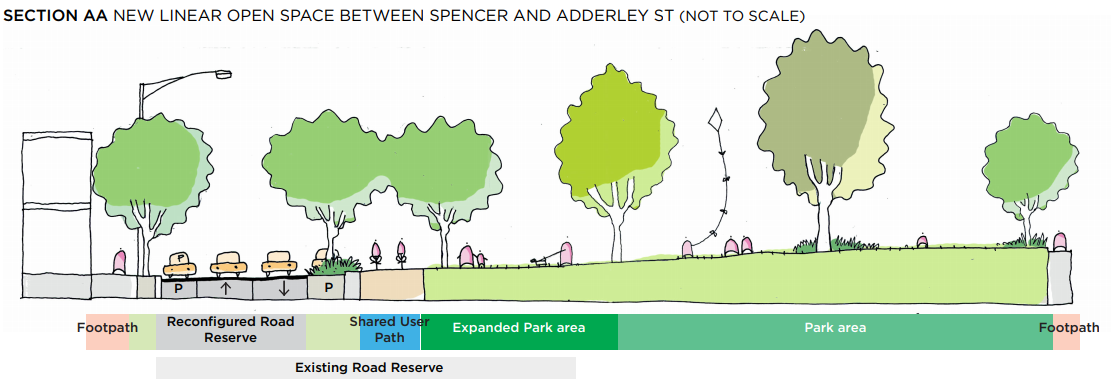 SECTION AA NEW LINEAR OPEN SPACE BETWEEN SPENCER AND ADDERLEY ST (NOT TO SCALE)
P
P
P
Footpath
Reconfigured Road
Reserve
Shared User
Path
Expanded Park area
Park area
Footpath
Existing Road Reserve